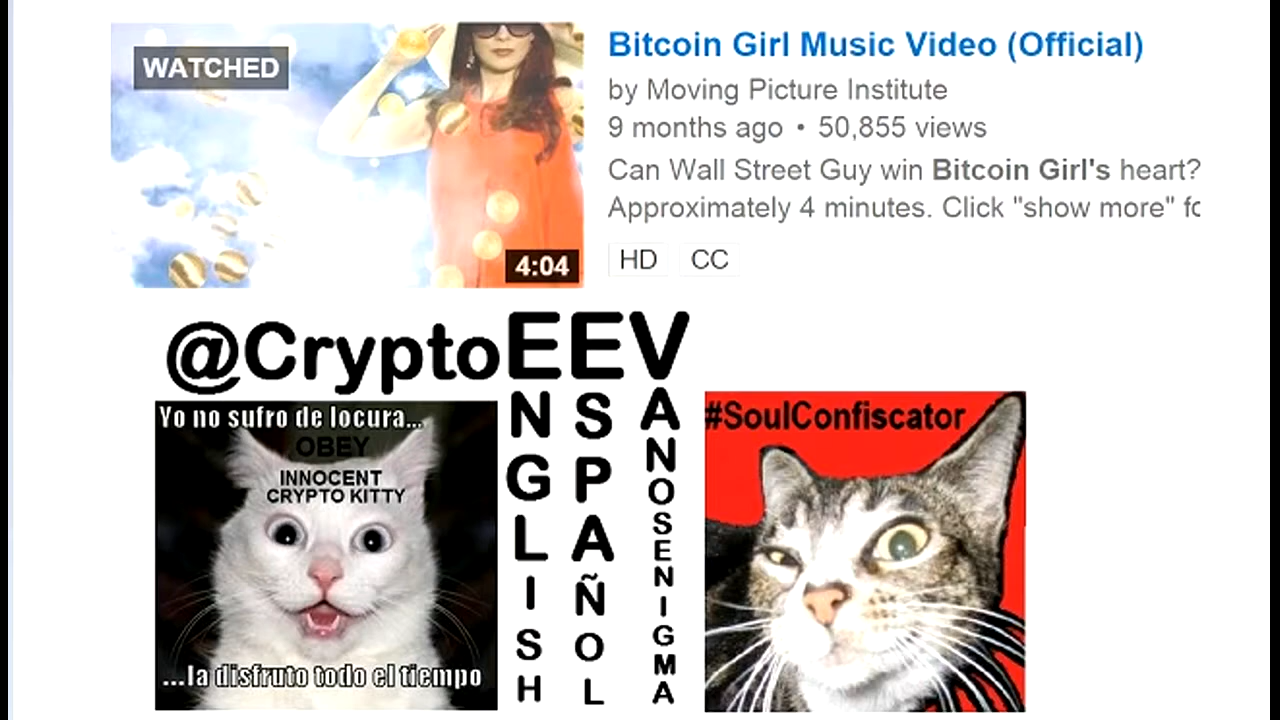 WATCHED
4:04
Bitcoin Girl Music Video (Official)
by Moving Picture Institute
9 months ago • 50,855 views
Can Wall Street Guy win Bitcoin Girl's heart?
Approximately 4 minutes. Click "show more" fo
HD CC
@CryptoEEV
ENGLISH
ESPAÑOL
VANOSENIGMA
Yo no sufro de locura...
OBEY
INNOCENT
CRYPTO KITTY
...la disfruto todo el tiempo
#SoulConfiscator